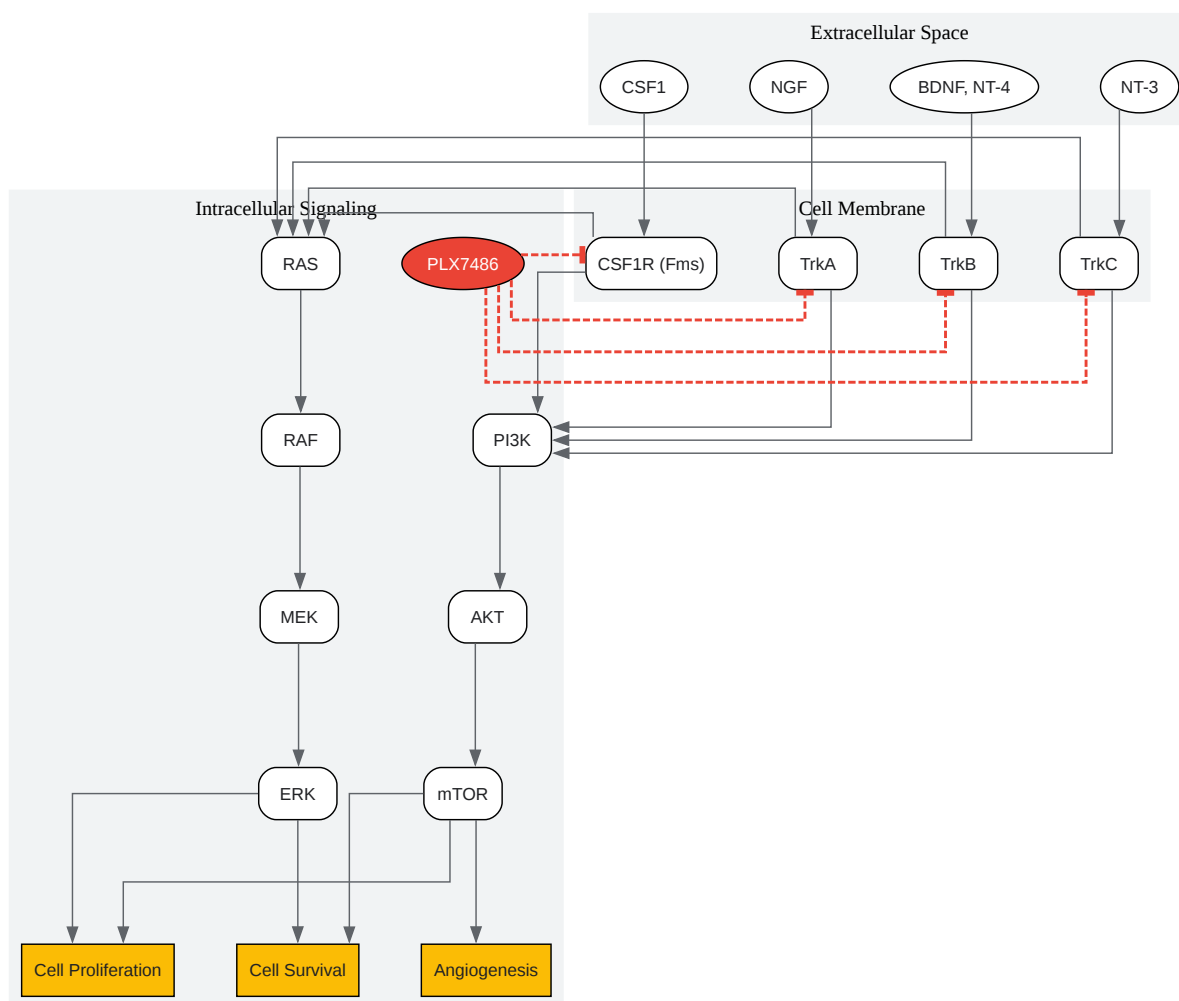 Extracellular Space
CSF1
NGF
BDNF, NT-4
NT-3
Intracellular Signaling
Cell Membrane
RAS
PLX7486
CSF1R (Fms)
TrkA
TrkB
TrkC
RAF
PI3K
MEK
AKT
ERK
mTOR
Cell Proliferation
Cell Survival
Angiogenesis